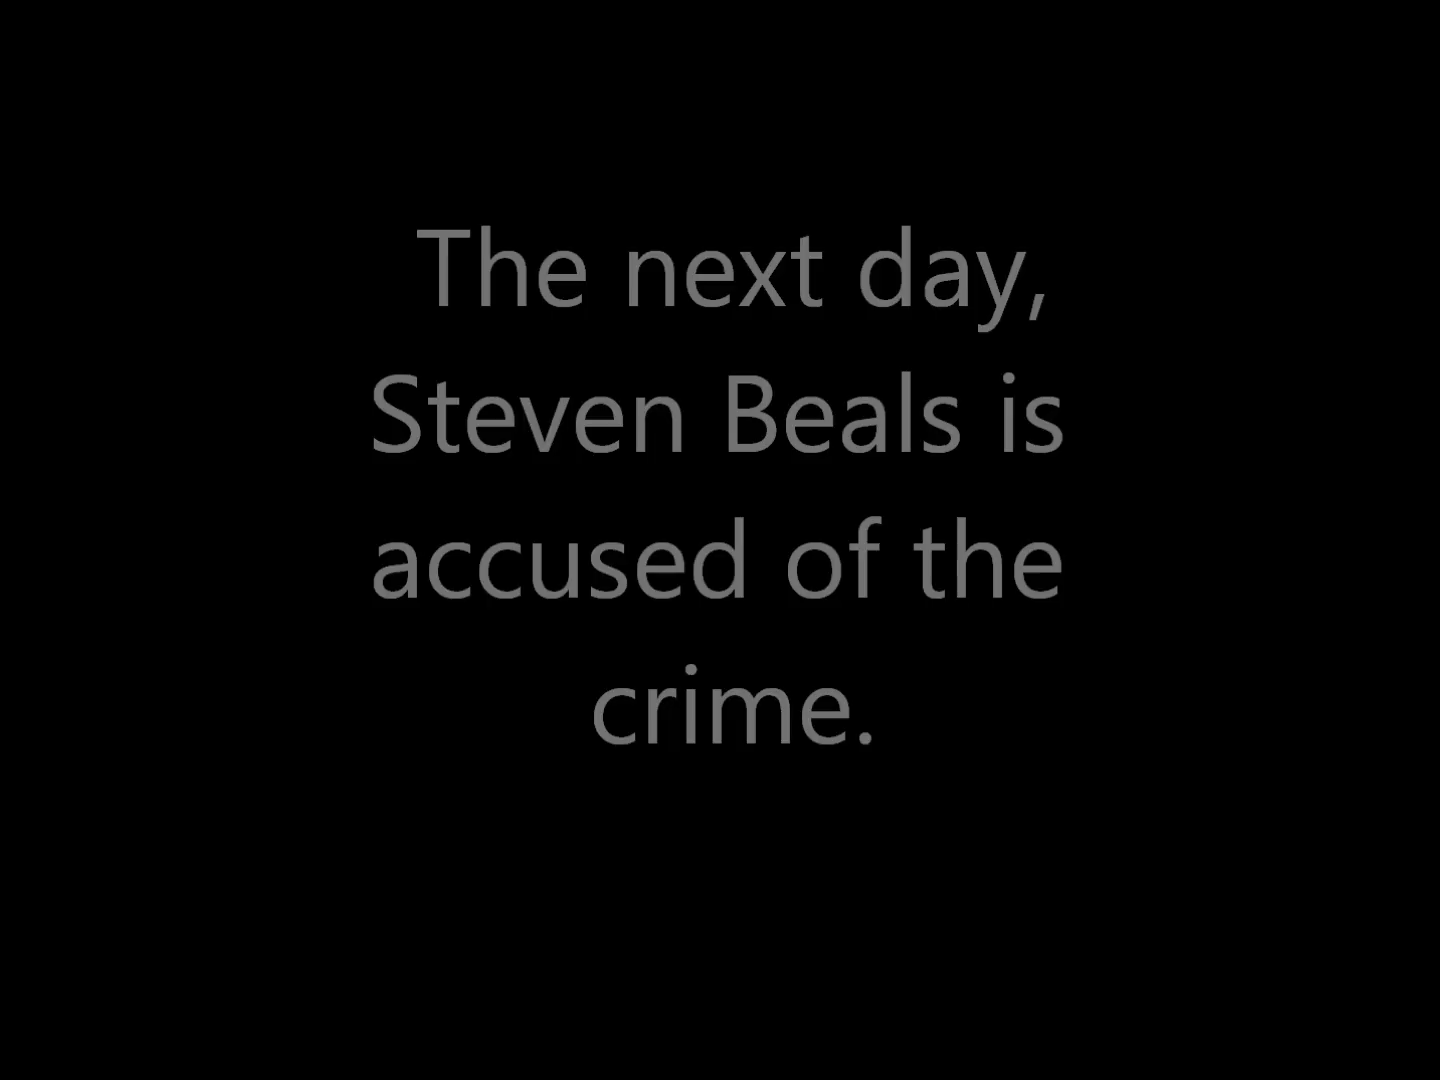 The next day,
Steven Beals is
accused of the
crime.